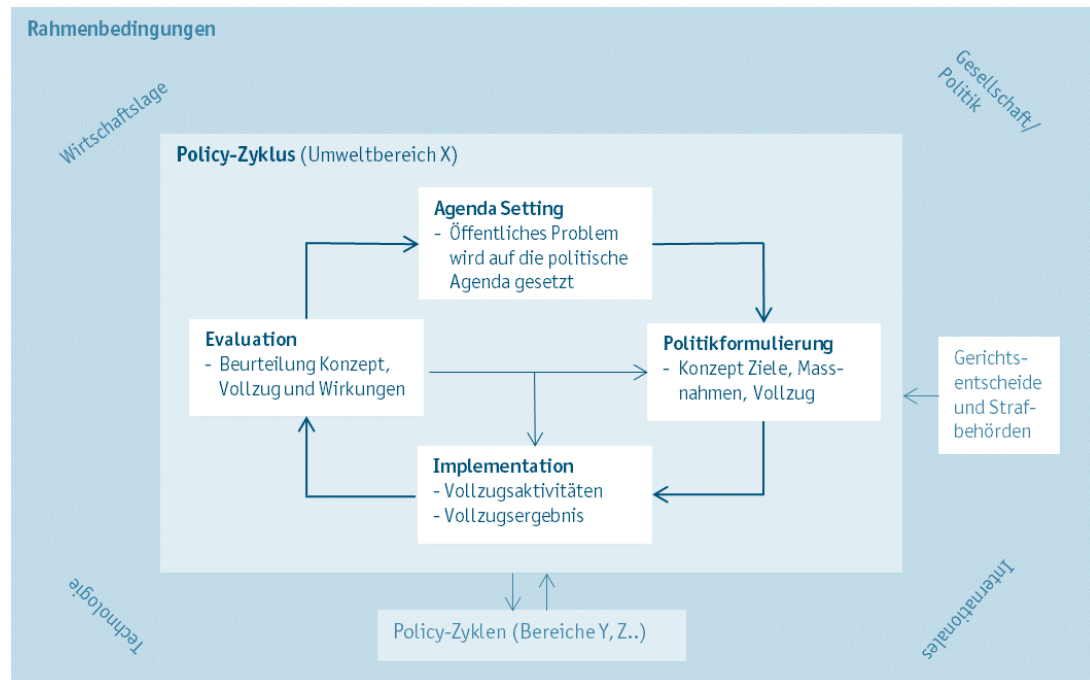 Rahmenbedingungen
Wirtschaftslage
Gesellschaft/
Politik
Policy-Zyklus (Umweltbereich X)
Agenda Setting
- Öffentliches Problem
wird auf die politische
Agenda gesetzt
Evaluation
- Beurteilung Konzept,
Vollzug und Wirkungen
Politikformulierung
- Konzept Ziele, Mass-
nahmen, Vollzug
Gerichts-
entscheide
und Straf-
behörden
Implementation
- Vollzugsaktivitäten
- Vollzugsergebnis
Technologie
Internationales
Policy-Zyklen (Bereiche Y, Z..)